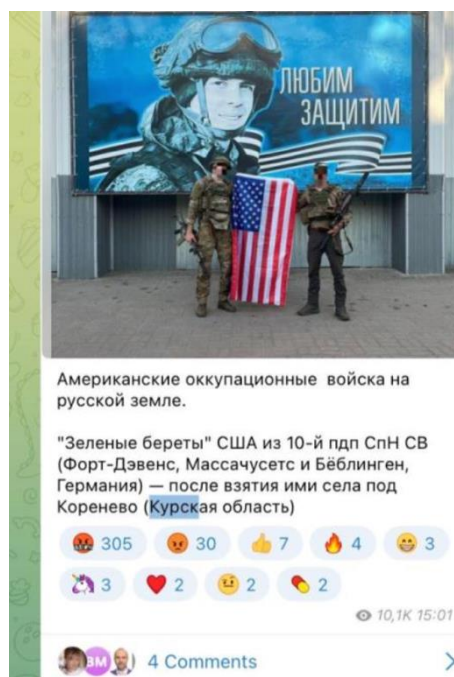 ЛЮБИМ
ЗАЩИТИМ
Американские оккупационные войска на
русской земле.
"Зеленые береты" США из 10-й пдп СпН СВ
(Форт-Дэвенс, Массачусетс и Бёблинген,
Германия) — после взятия ими села под
Коренево (Курская область)
305 30 7 4 3
3 2 2 2
10,1K 15:01
ВМ 4 Comments